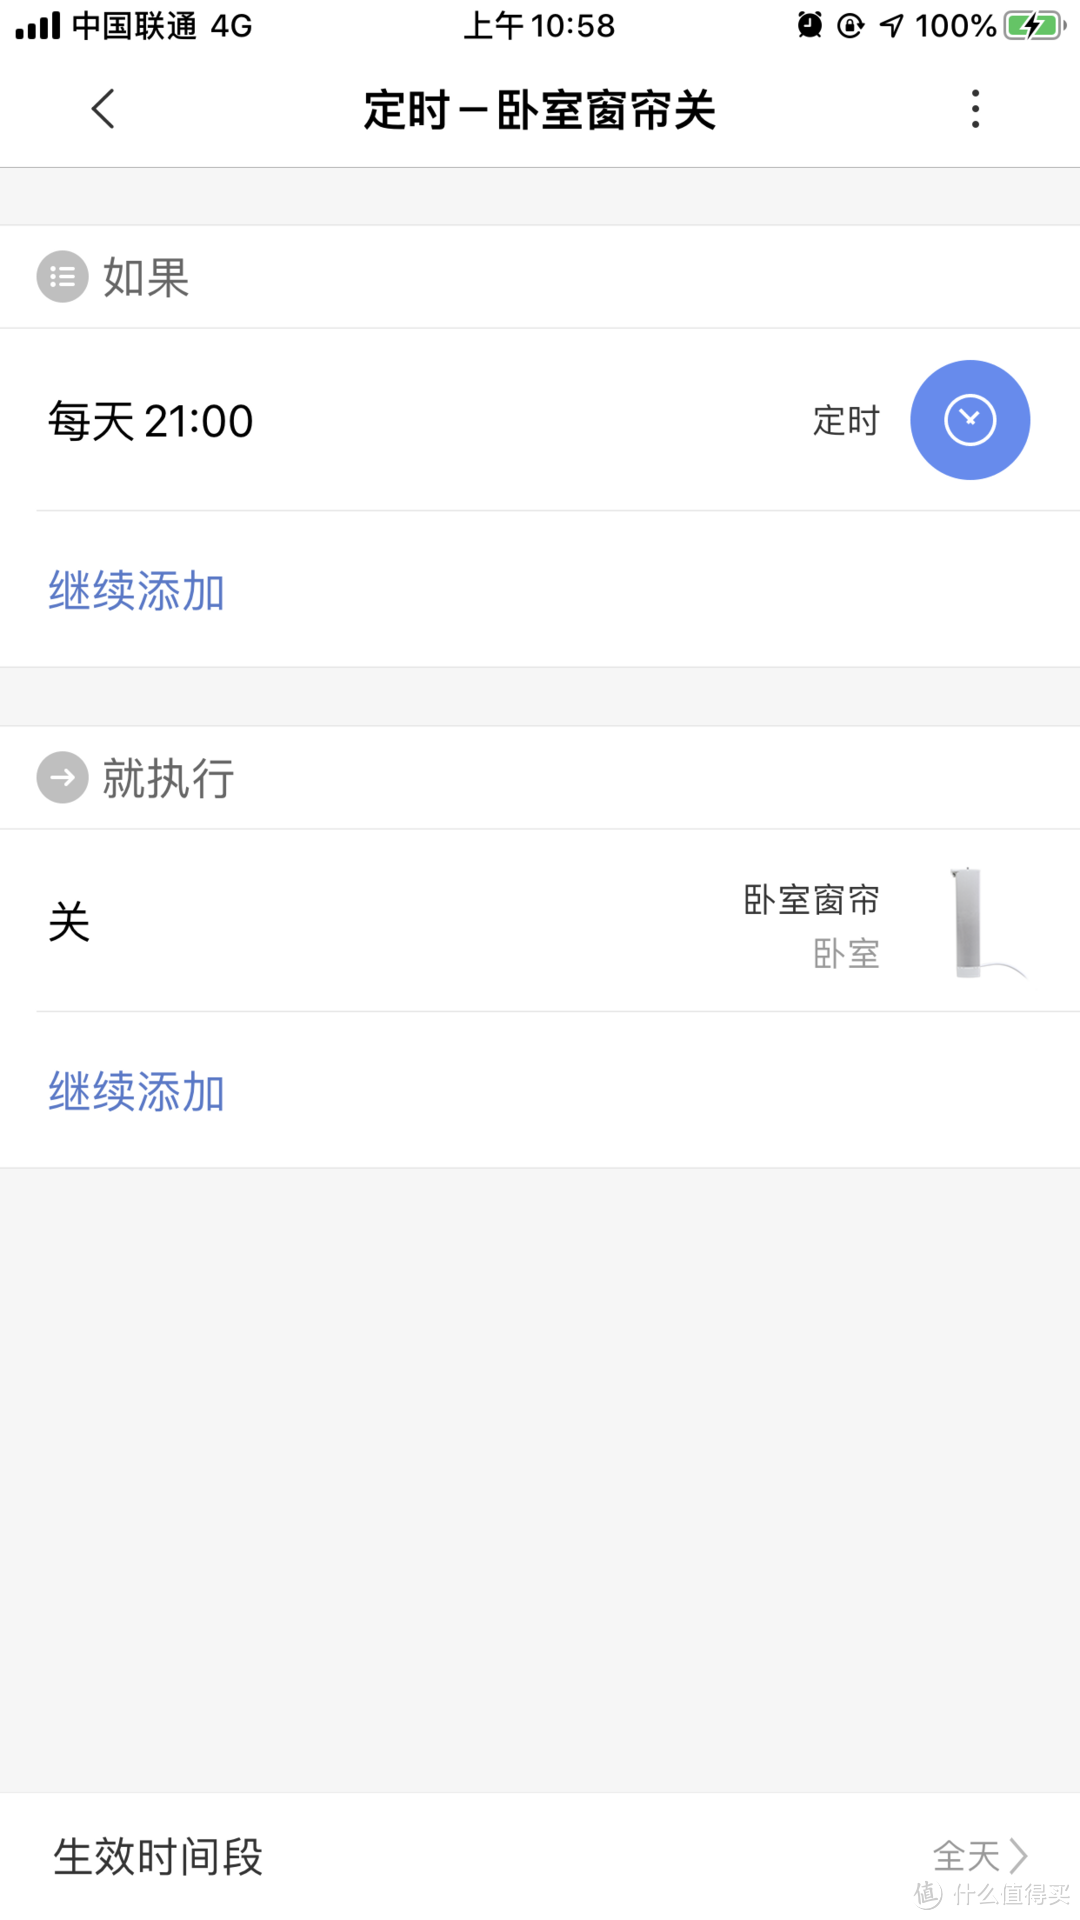 中国联通 4G 上午10:58 100%
定时－卧室窗帘关
如果
每天 21:00 定时
继续添加
就执行
关 卧室窗帘
卧室
继续添加
生效时间段 全天
值 什么值得买